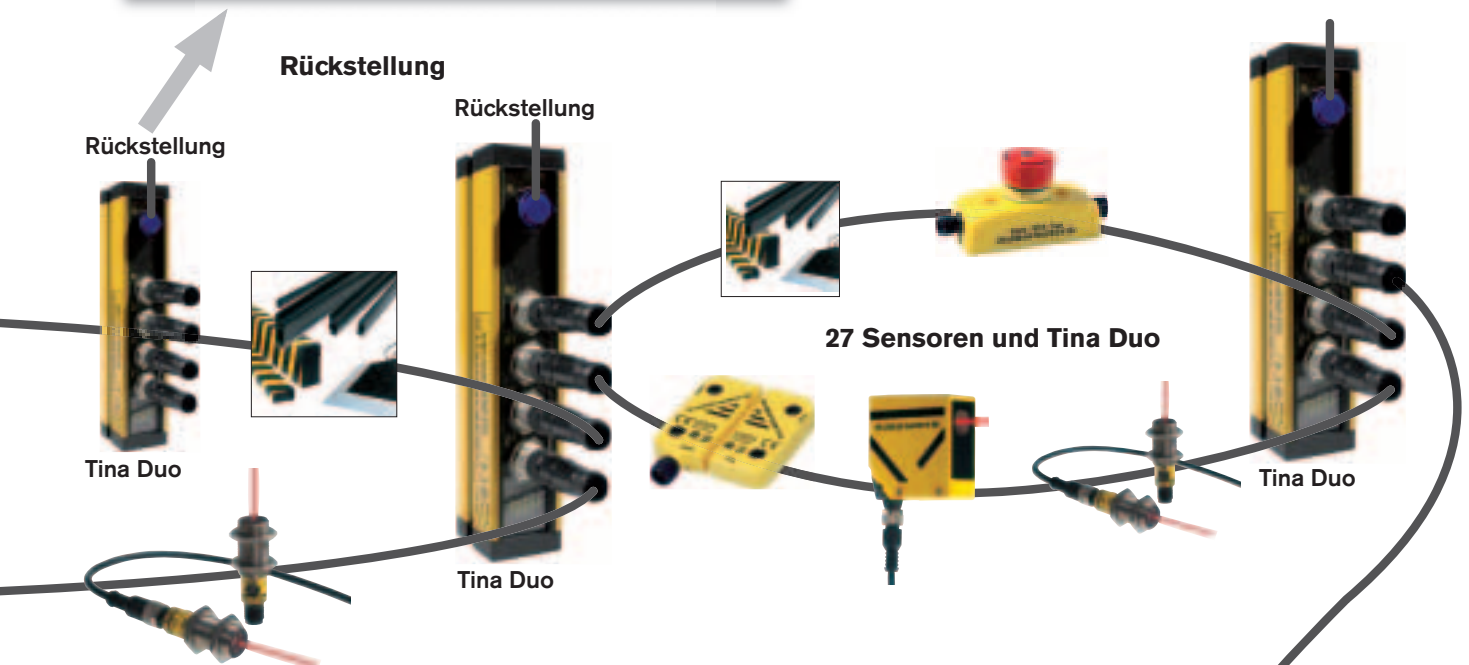 Rückstellung
Rückstellung
Rückstellung
27 Sensoren und Tina Duo
Tina Duo
Tina Duo
Tina Duo